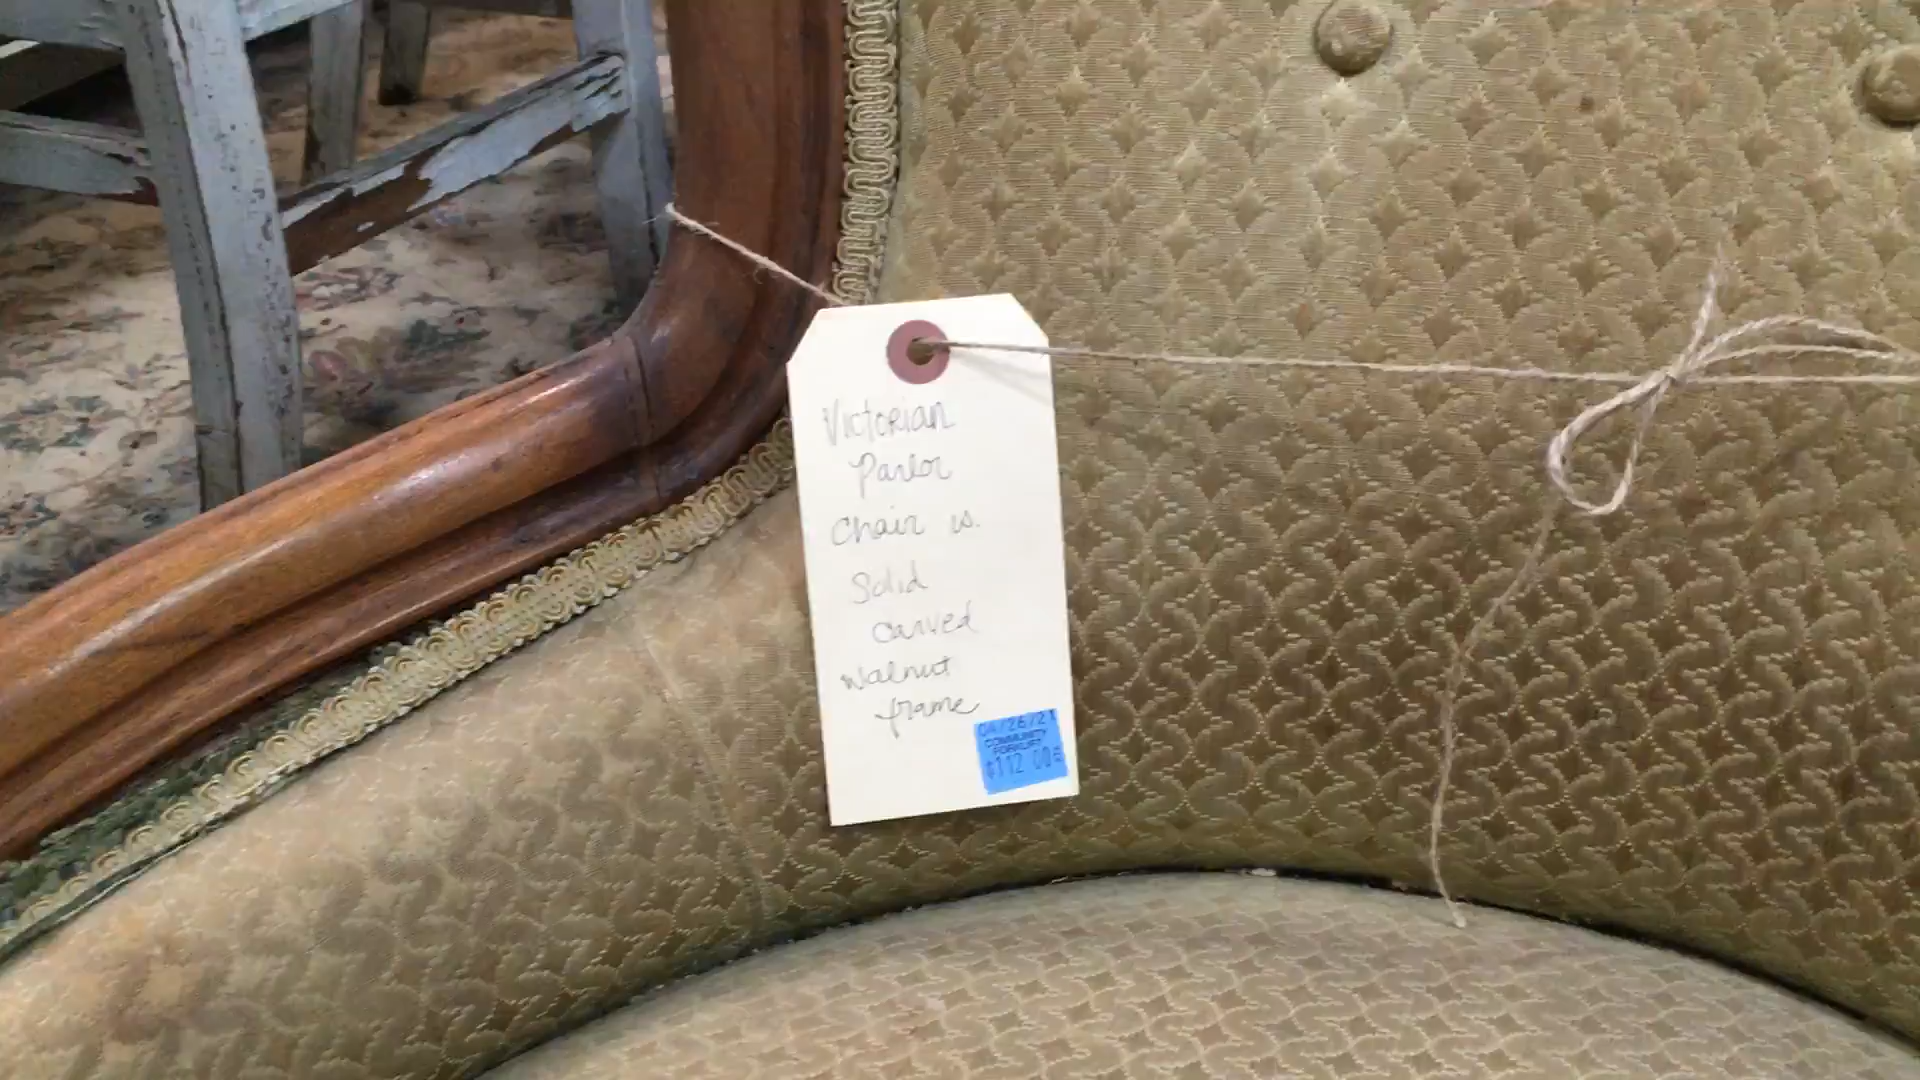 Victorian
Parlor
Chair w.
Solid
carved
walnut
frame
04/26/21
COMMUNITY
FORKLIFT
$112.00